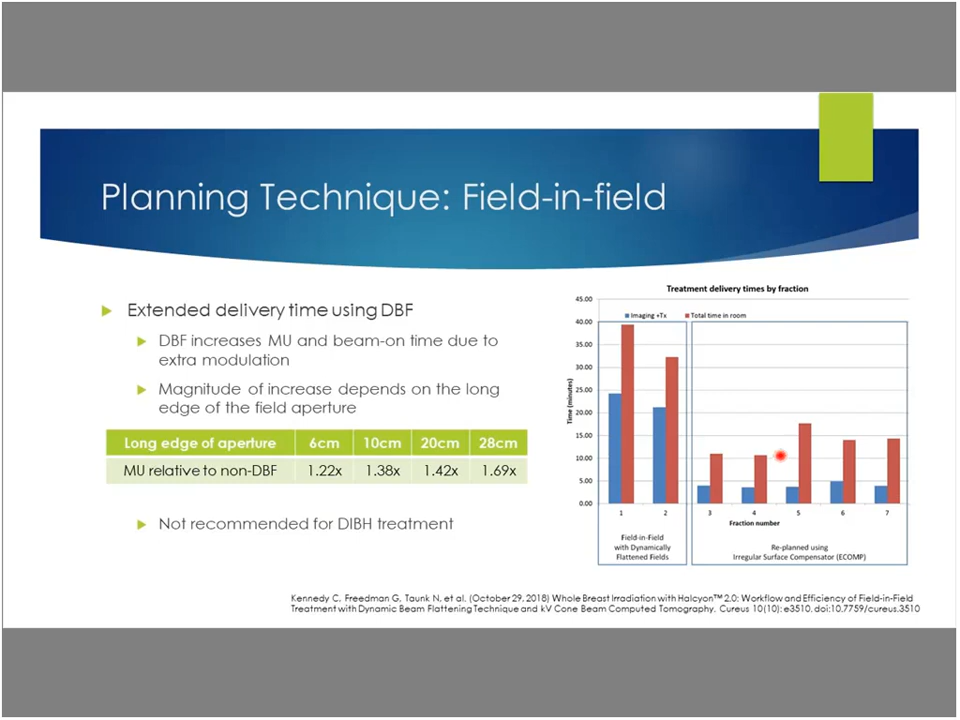 Planning Technique: Field-in-field
Extended delivery time using DBF
DBF increases MU and beam-on time due to
extra modulation
Magnitude of increase depends on the long
edge of the field aperture
Long edge of aperture 6cm 10cm 20cm 28cm
MU relative to non-DBF 1.22x 1.38x 1.42x 1.69x
Not recommended for DIBH treatment
Treatment delivery times by fraction
45.00
Imaging +Tx Total time in room
40.00
35.00
30.00
25.00
20.00
15.00
10.00
5.00
0.00
Time (minutes)
1 2 3 4 5 6 7
Fraction number
Field-in-Field
with Dynamically
Flattened Fields
Re-planned using
Irregular Surface Compensator (ECOMP)
Kennedy C, Freedman G, Taunk N, et al. (October 29, 2018) Whole Breast Irradiation with Halcyon™ 2.0: Workflow and Efficiency of Field-in-Field
Treatment with Dynamic Beam Flattening Technique and kV Cone Beam Computed Tomography. Cureus 10(10): e3510. doi:10.7759/cureus.3510